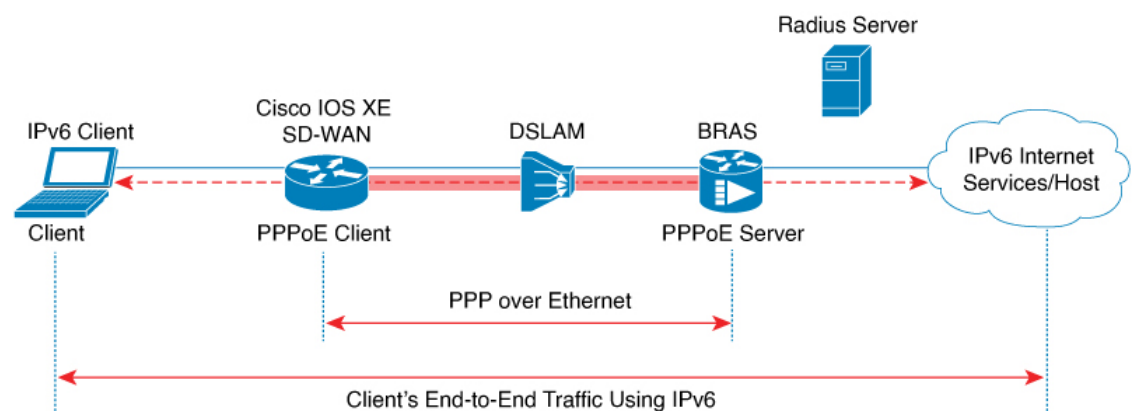 Radius Server
Cisco IOS XE
SD-WAN
IPv6 Client
DSLAM
BRAS
IPv6 Internet
Services/Host
Client
PPPoE Client
PPPoE Server
PPP over Ethernet
Client's End-to-End Traffic Using IPv6